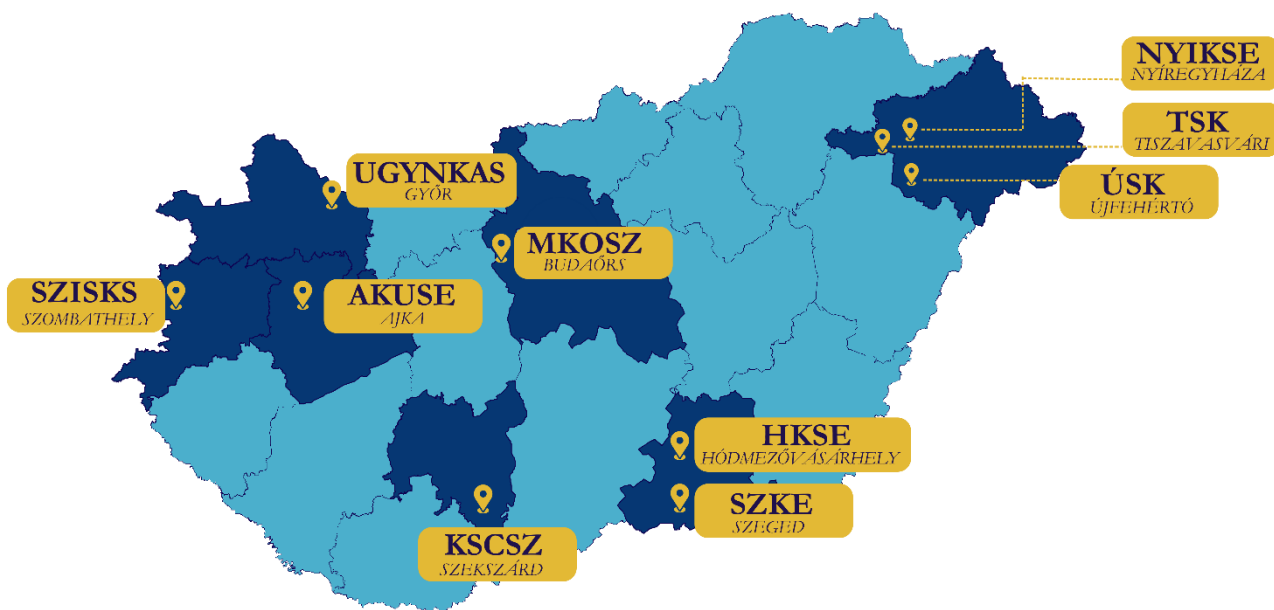 NYIKSE
NYÍREGYHÁZA
TSK
TISZAVASVÁRI
ÚSK
ÚJFEHÉRTÓ
UGYNKAS
GYŐR
MKOSZ
BUDAÖRS
SZISKS
SZOMBATHELY
AKUSE
AJKA
HKSE
HÓDMEZŐVÁSÁRHELY
SZKE
SZEGED
KSCSZ
SZEKSZÁRD